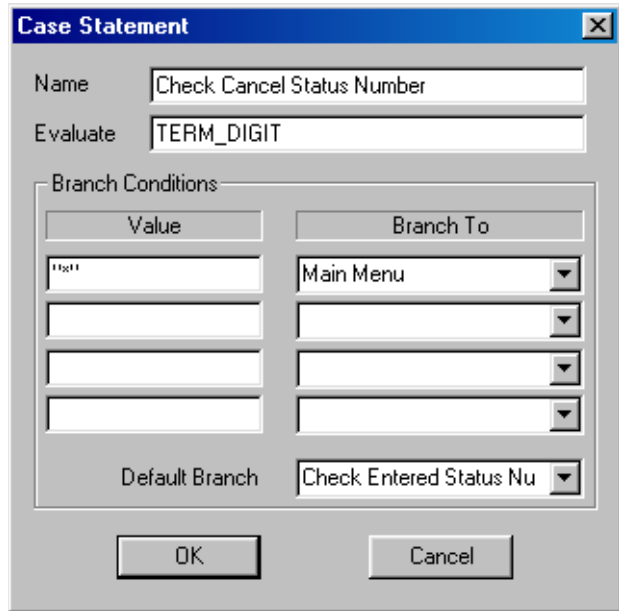 Case Statement
Name Check Cancel Status Number
Evaluate TERM_DIGIT
Branch Conditions
Value Branch To
"*" Main Menu
Default Branch Check Entered Status Nu
OK Cancel